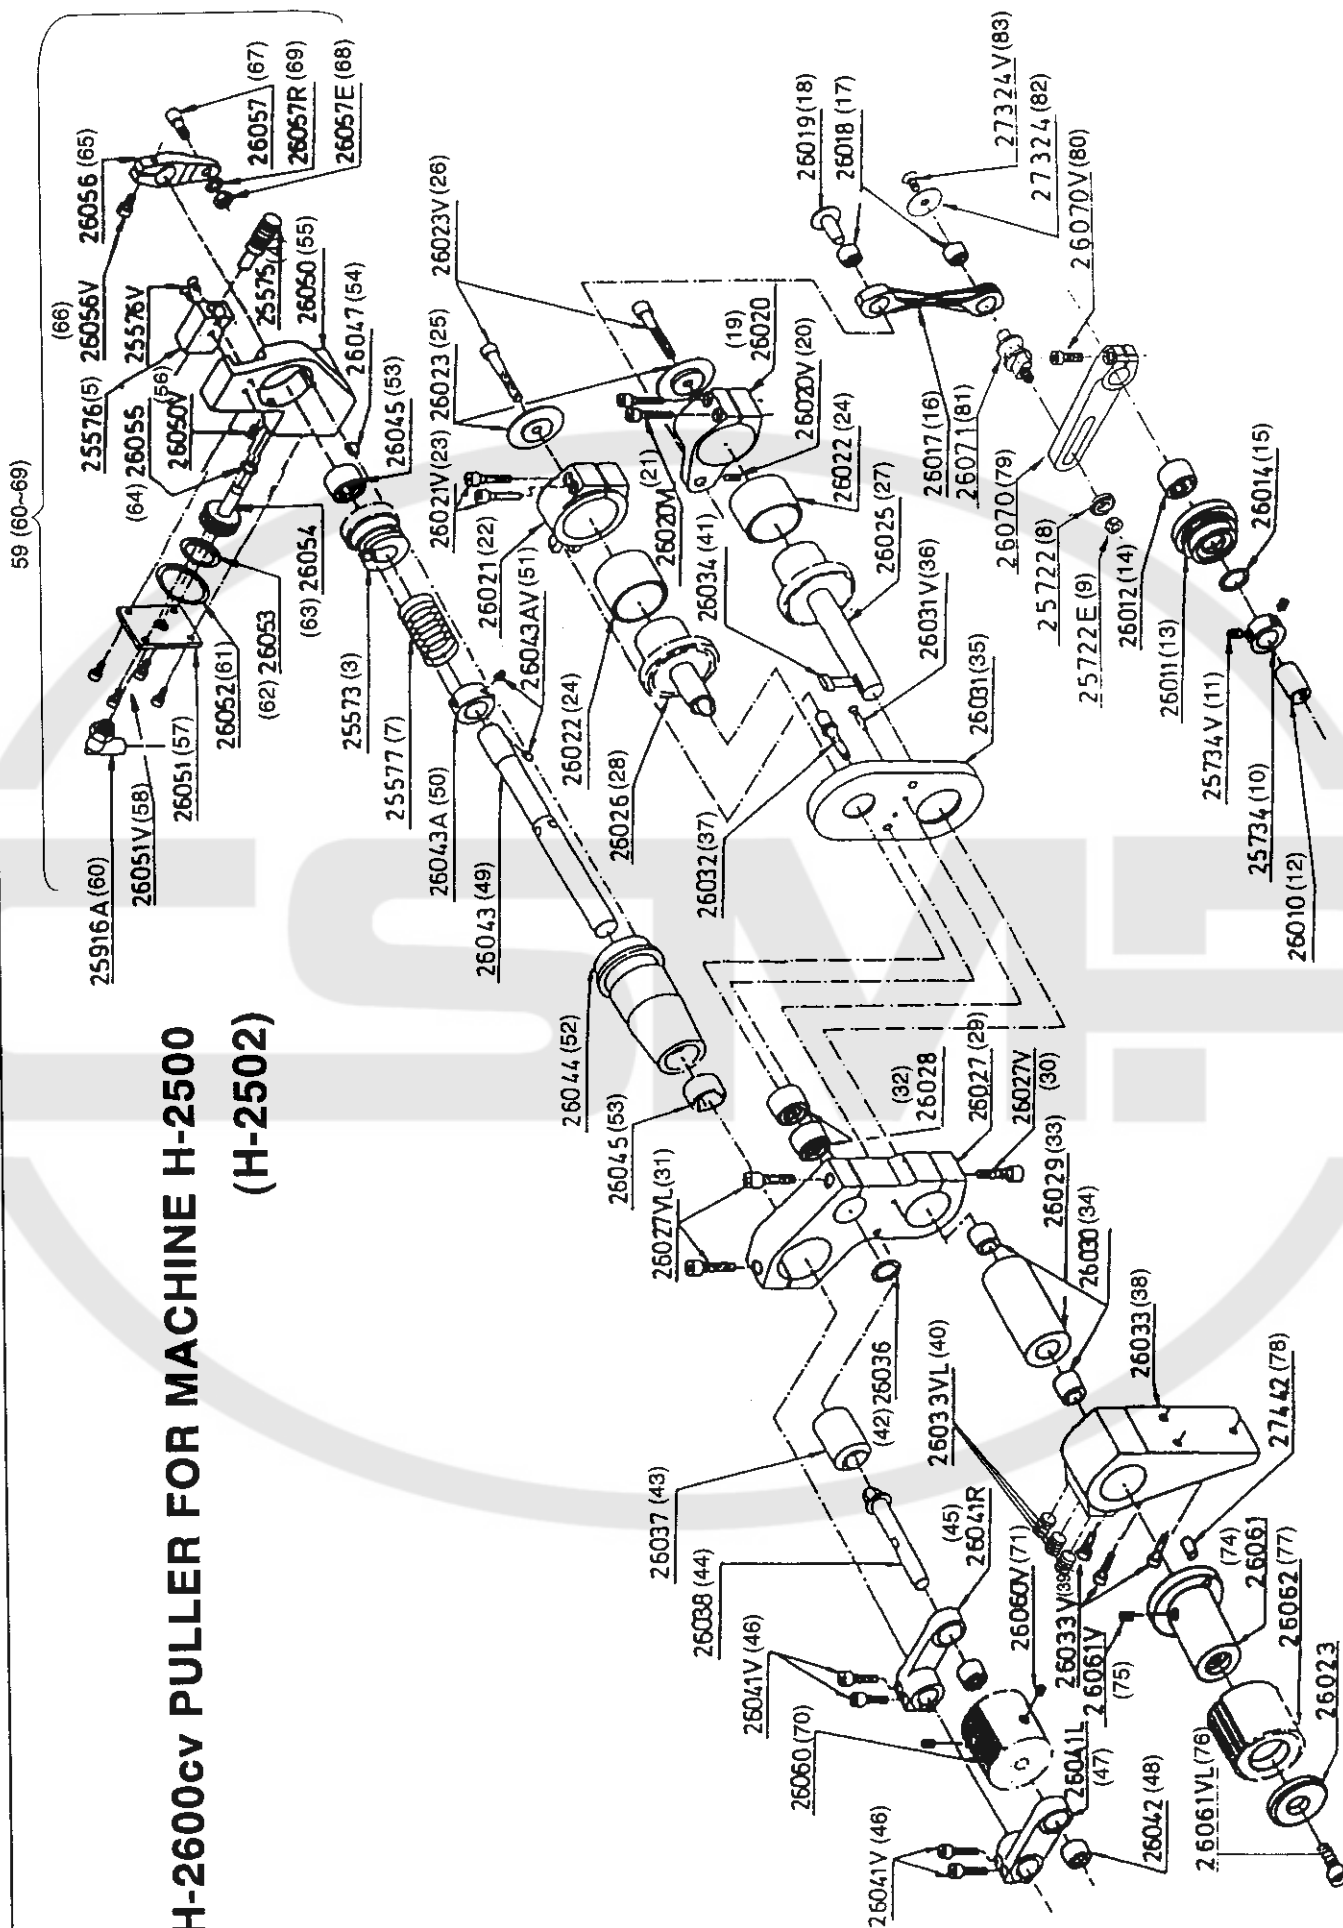 H-2600cv PULLER FOR MACHINE H-2500
(H-2502)
59 (60~69)
26057 (67)
26057R (69)
26057E (68)
26056 (65)
26056V (66)
25576V
25575
26050 (55)
26047 (54)
25576 (5)
26055 (64)
26050V (56)
26045 (53)
26054 (63)
26053 (62)
26052 (61)
26051 (57)
26051V (58)
25916A (60)
25573 (3)
25577 (7)
26043A (50)
26043 (49)
26043AV (51)
26044 (52)
26045 (53)
26023V (26)
26023 (25)
26021V (23)
26021 (22)
26022 (24)
26026 (28)
26020M (21)
26020 (19)
26020V (20)
26022 (24)
26025 (27)
26034 (41)
26031V (36)
26031 (35)
26032 (37)
26019 (18)
26018 (17)
27324V (83)
27324 (82)
26070V (80)
26017 (16)
26071 (81)
26070 (79)
25722 (8)
25722E (9)
26012 (14)
26011 (13)
26014 (15)
25734V (11)
25734 (10)
26010 (12)
26028 (32)
26027 (29)
26027V (30)
26027VL (31)
26029 (33)
26030 (34)
26033 (38)
27442 (78)
26036 (42)
26033VL (40)
26037 (43)
26038 (44)
26041R (45)
26041V (46)
26060V (71)
26060 (70)
26033V (39)
26061V (75)
26061 (74)
26062 (77)
26023
26061VL (76)
26041L (47)
26042 (48)
26041V (46)